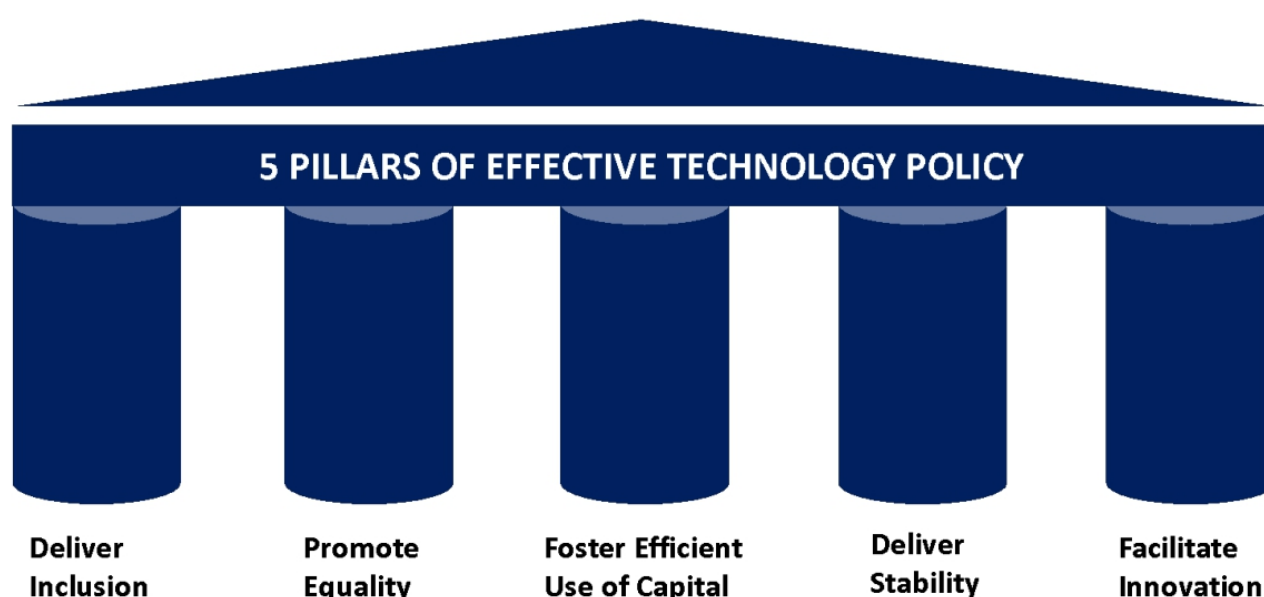 5 PILLARS OF EFFECTIVE TECHNOLOGY POLICY
Deliver
Inclusion
Promote
Equality
Foster Efficient
Use of Capital
Deliver
Stability
Facilitate
Innovation